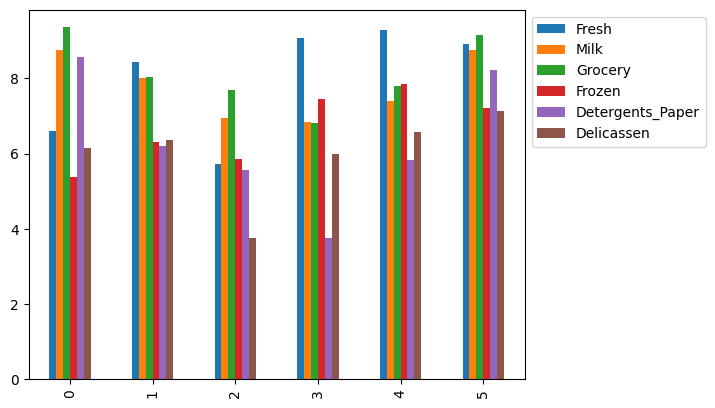 8
6
4
2
0
0
1
2
3
4
5
Fresh
Milk
Grocery
Frozen
Detergents_Paper
Delicassen